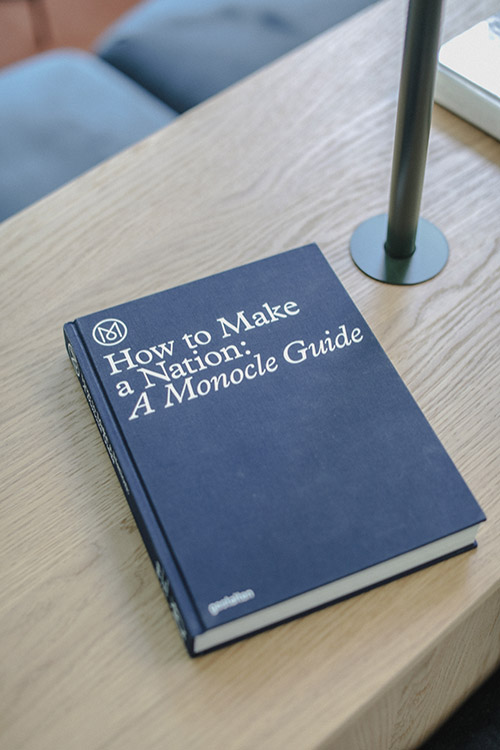 How to Make
a Nation:
A Monocle Guide
gestalten